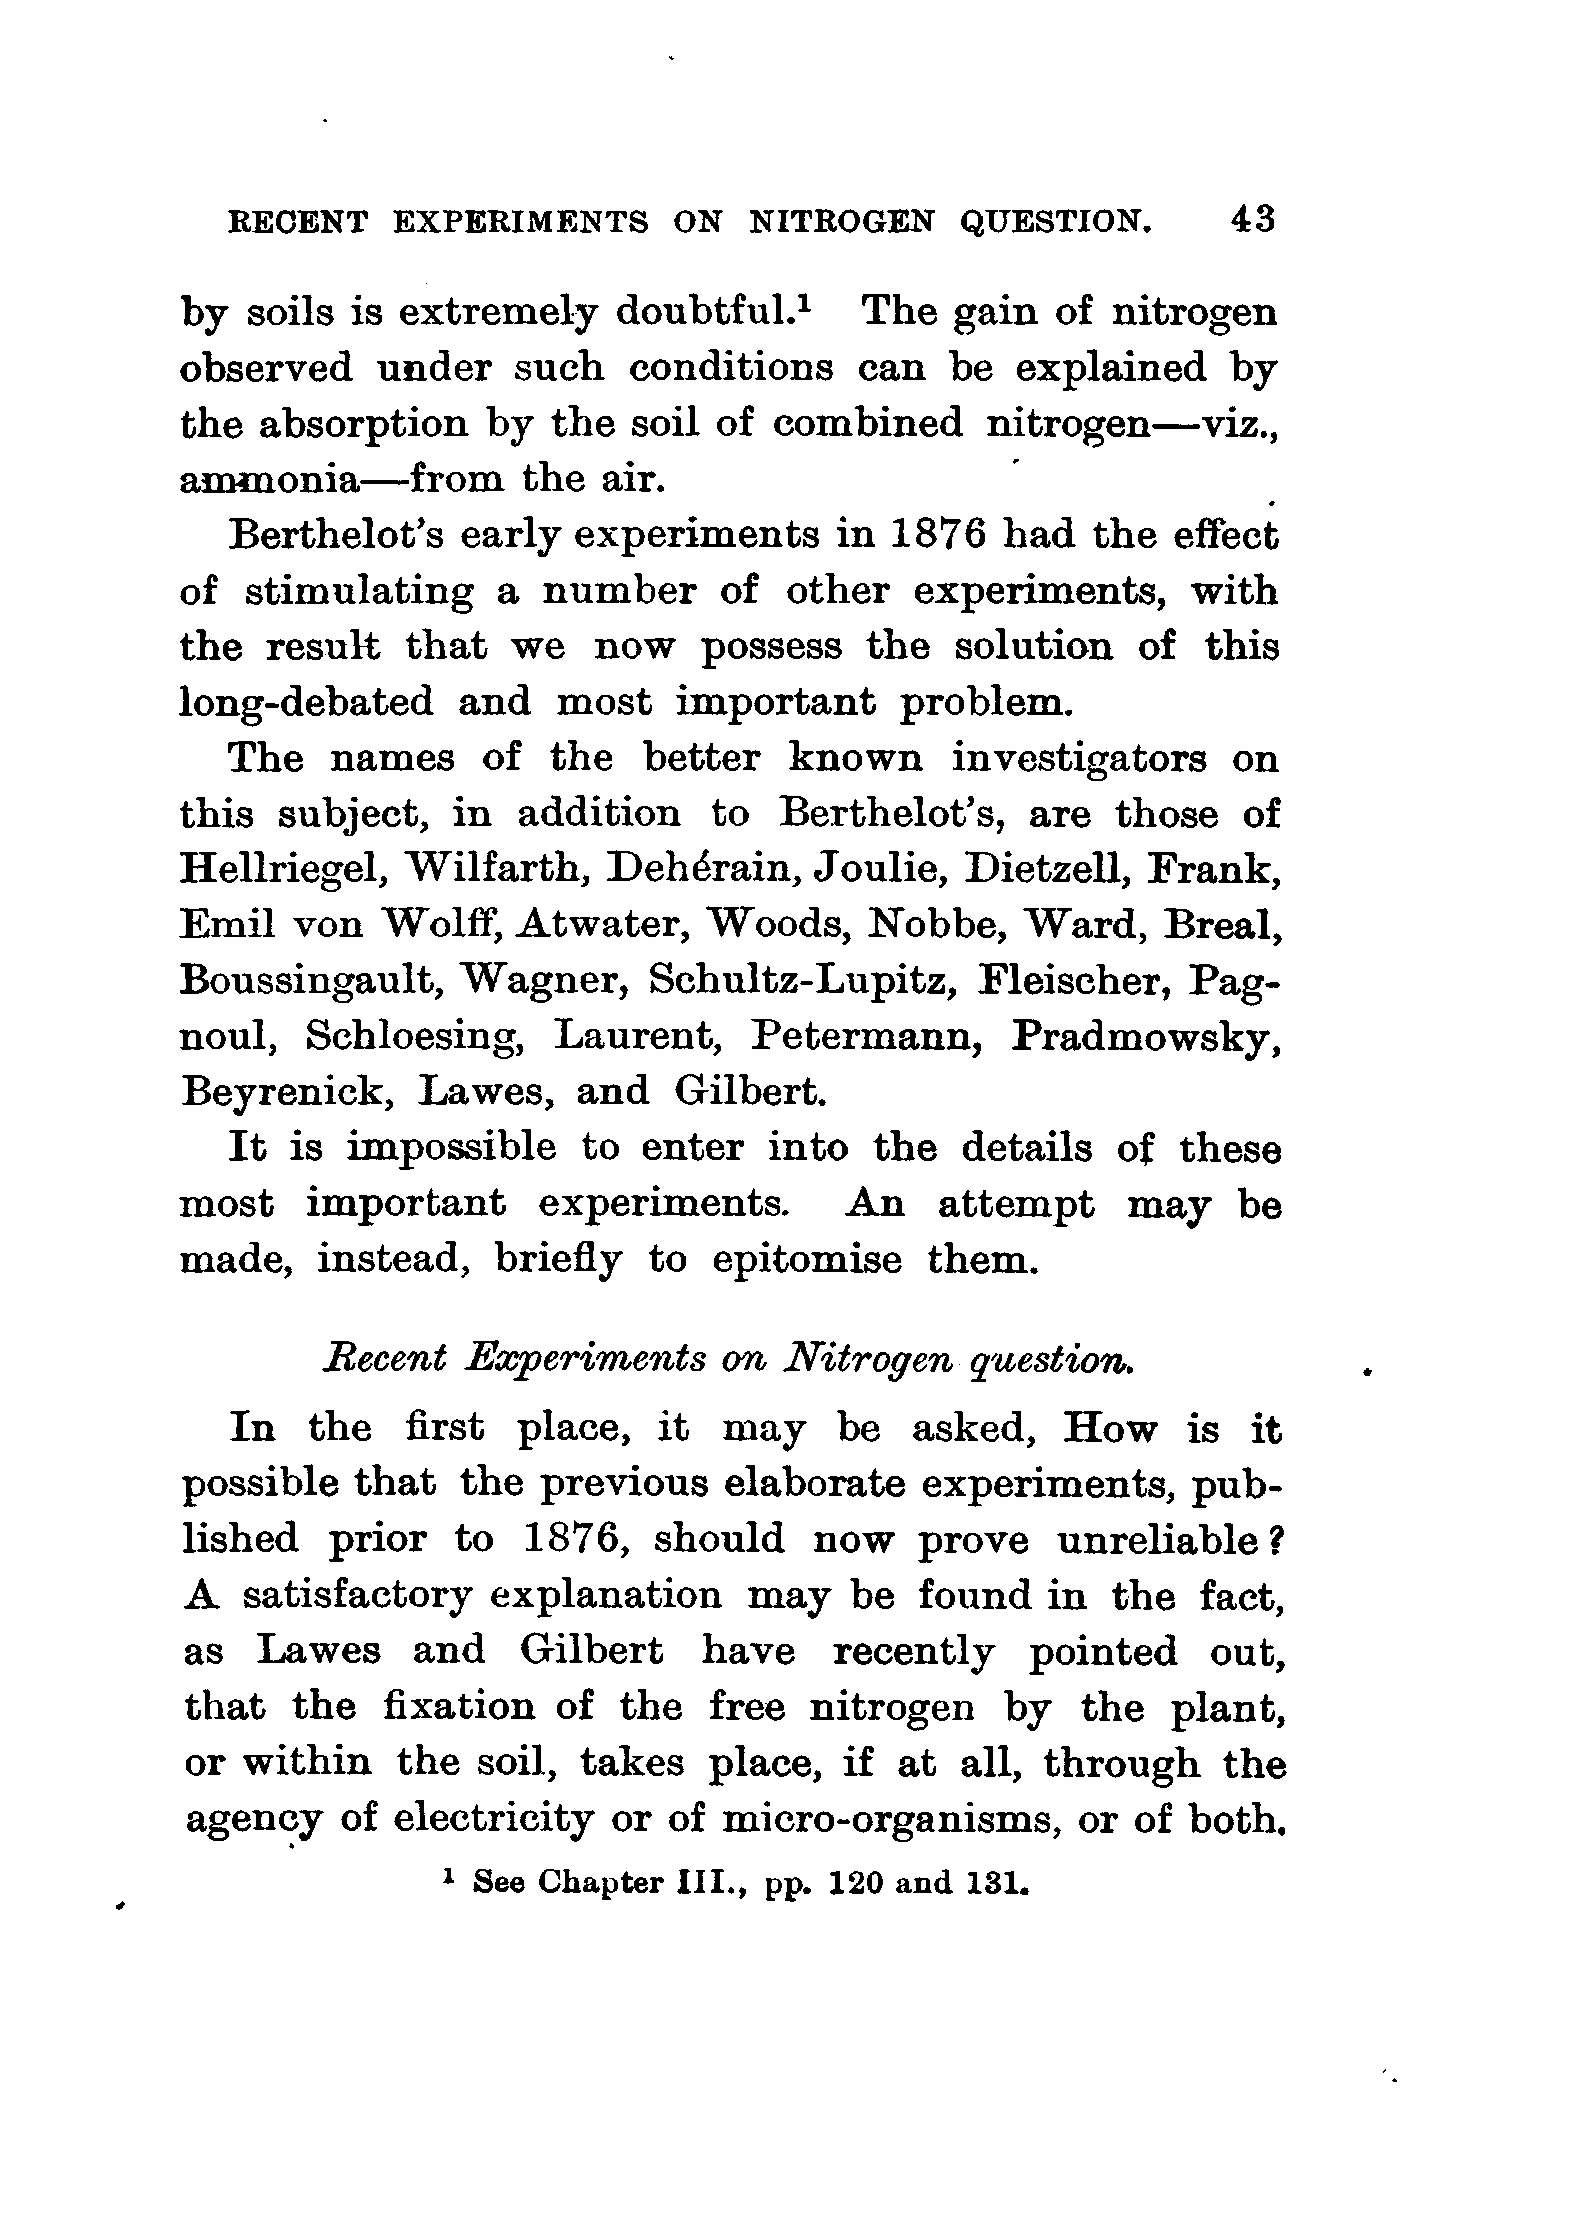 RECENT EXPERIMENTS ON NITROGEN QUESTION. 43
by soils is extremely doubtful.¹ The gain of nitrogen
observed under such conditions can be explained by
the absorption by the soil of combined nitrogen—viz.,
ammonia—from the air.
Berthelot's early experiments in 1876 had the effect
of stimulating a number of other experiments, with
the result that we now possess the solution of this
long-debated and most important problem.
The names of the better known investigators on
this subject, in addition to Berthelot's, are those of
Hellriegel, Wilfarth, Dehérain, Joulie, Dietzell, Frank,
Emil von Wolff, Atwater, Woods, Nobbe, Ward, Breal,
Boussingault, Wagner, Schultz-Lupitz, Fleischer, Pag-
noul, Schloesing, Laurent, Petermann, Pradmowsky,
Beyrenick, Lawes, and Gilbert.
It is impossible to enter into the details of these
most important experiments. An attempt may be
made, instead, briefly to epitomise them.
Recent Experiments on Nitrogen question.
In the first place, it may be asked, How is it
possible that the previous elaborate experiments, pub-
lished prior to 1876, should now prove unreliable?
A satisfactory explanation may be found in the fact,
as Lawes and Gilbert have recently pointed out,
that the fixation of the free nitrogen by the plant,
or within the soil, takes place, if at all, through the
agency of electricity or of micro-organisms, or of both.
¹ See Chapter III., pp. 120 and 131.